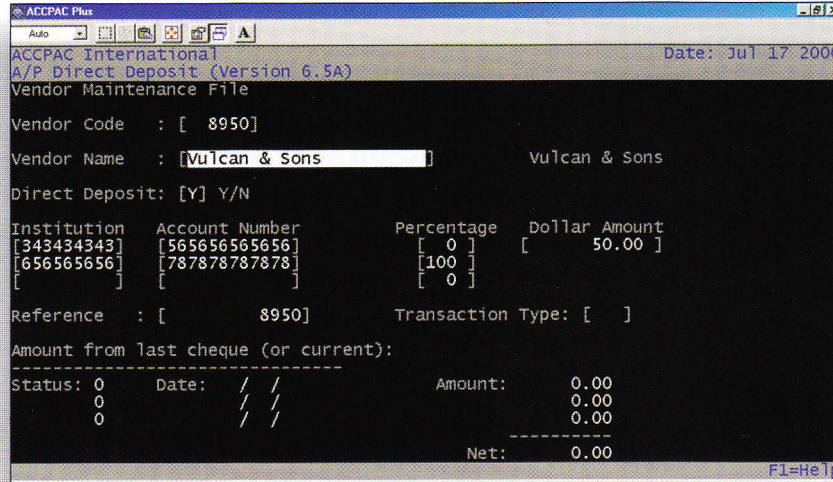 ACCPAC Plus
Auto A
ACCPAC International Date: Jul 17 200
A/P Direct Deposit (Version 6.5A)
Vendor Maintenance File
Vendor Code : [ 8950]
Vendor Name : [Vulcan & Sons ] Vulcan & Sons
Direct Deposit: [Y] Y/N
Institution Account Number Percentage Dollar Amount
[343434343] [565656565656] [ 0 ] [ 50.00 ]
[656565656] [787878787878] [100 ]
[ ] [ ] [ 0 ]
Reference : [ 8950] Transaction Type: [ ]
Amount from last cheque (or current):
----------------------------------
Status: 0 Date: / / Amount: 0.00
0 / / 0.00
0 / / 0.00
----------
Net: 0.00
F1=Help